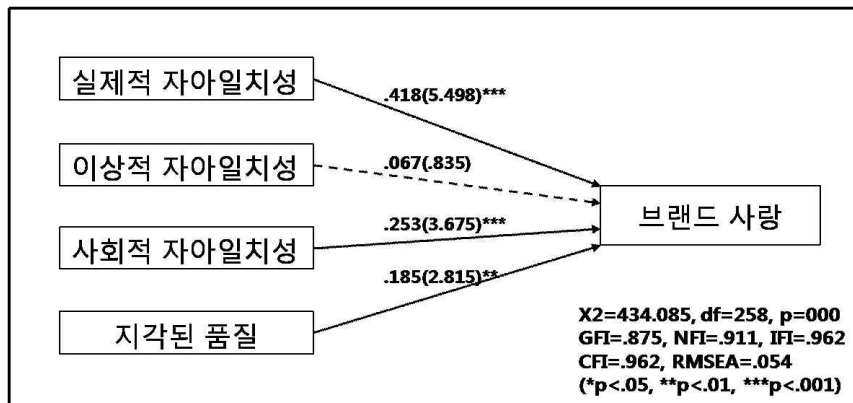 실제적 자아일치성
.418(5.498)***
이상적 자아일치성
.067(.835)
브랜드 사랑
사회적 자아일치성
.253(3.675)***
.185(2.815)**
지각된 품질
X2=434.085, df=258, p=000
GFI=.875, NFI=.911, IFI=.962
CFI=.962, RMSEA=.054
(*p<.05, **p<.01, ***p<.001)